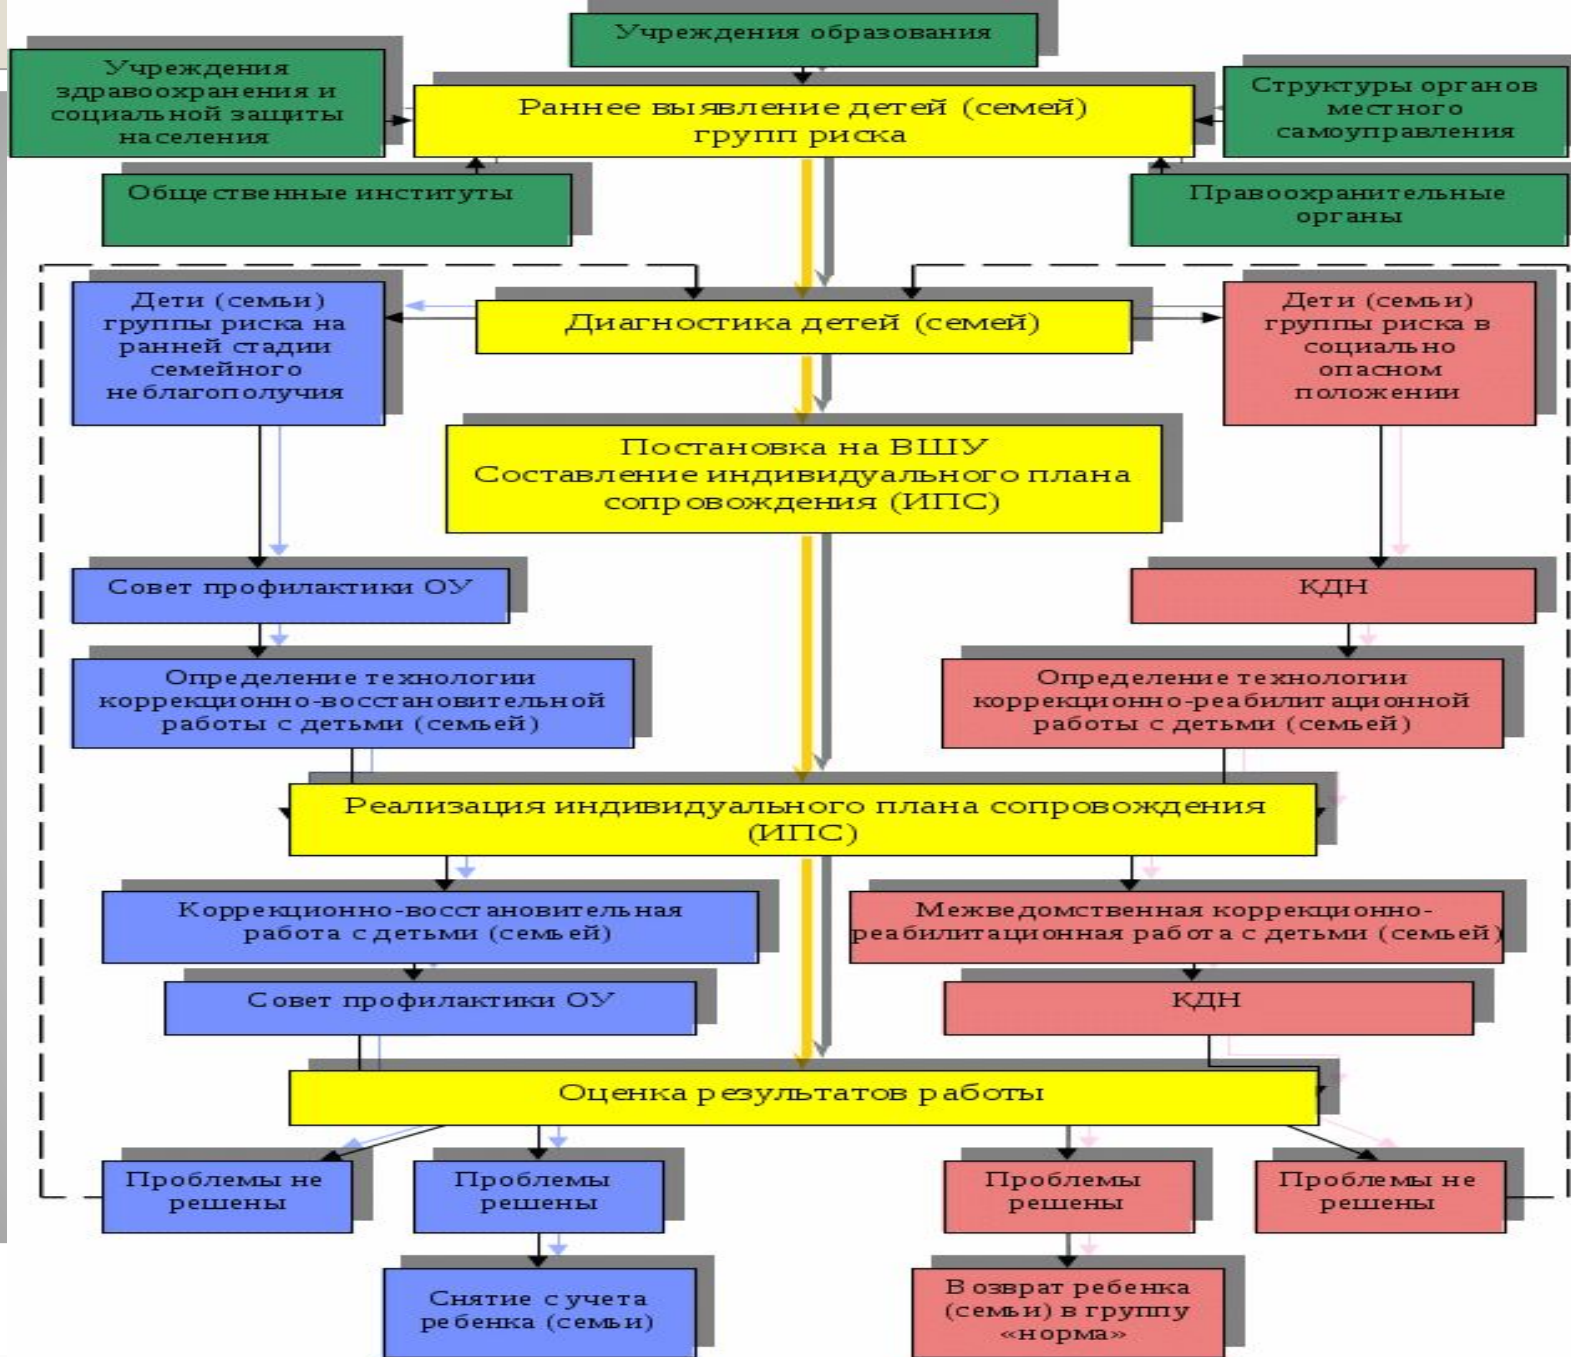 Учреждения образования
Учреждения
здравоохранения и
социальной защиты
населения
Раннее выявление детей (семей)
групп риска
Структуры органов
местного
самоуправления
Общественные институты
Правоохранительные
органы
Дети (семьи)
группы риска на
ранней стадии
семейного
неблагополучия
Диагностика детей (семей)
Дети (семьи)
группы риска в
социально
опасном
положении
Постановка на ВШУ
Составление индивидуального плана
сопровождения (ИПС)
Совет профилактики ОУ
КДН
Определение технологии
коррекционно-восстановительной
работы с детьми (семьей)
Определение технологии
коррекционно-реабилитационной
работы с детьми (семьей)
Реализация индивидуального плана сопровождения
(ИПС)
Коррекционно-восстановительная
работа с детьми (семьей)
Межведомственная коррекционно-
реабилитационная работа с детьми (семьей)
Совет профилактики ОУ
КДН
Оценка результатов работы
Проблемы не
решены
Проблемы
решены
Проблемы
решены
Проблемы не
решены
Снятие с учета
ребенка (семьи)
Возврат ребенка
(семьи) в группу
«норма»